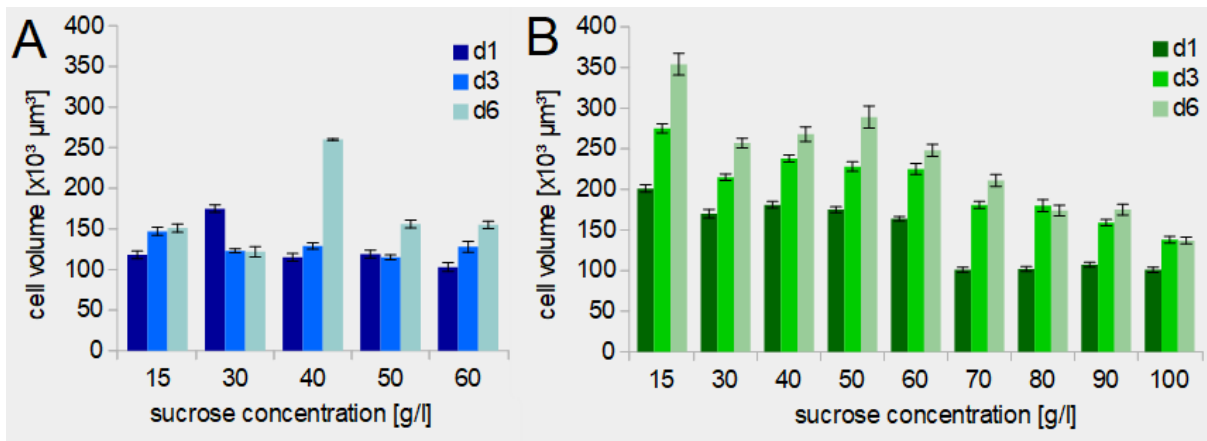 A
cell volume [x10³ µm³]
400
350
300
250
200
150
100
50
0
d1
d3
d6
15 30 40 50 60
sucrose concentration [g/l]
B
cell volume [x10³ µm³]
400
350
300
250
200
150
100
50
0
d1
d3
d6
15 30 40 50 60 70 80 90 100
sucrose concentration [g/l]